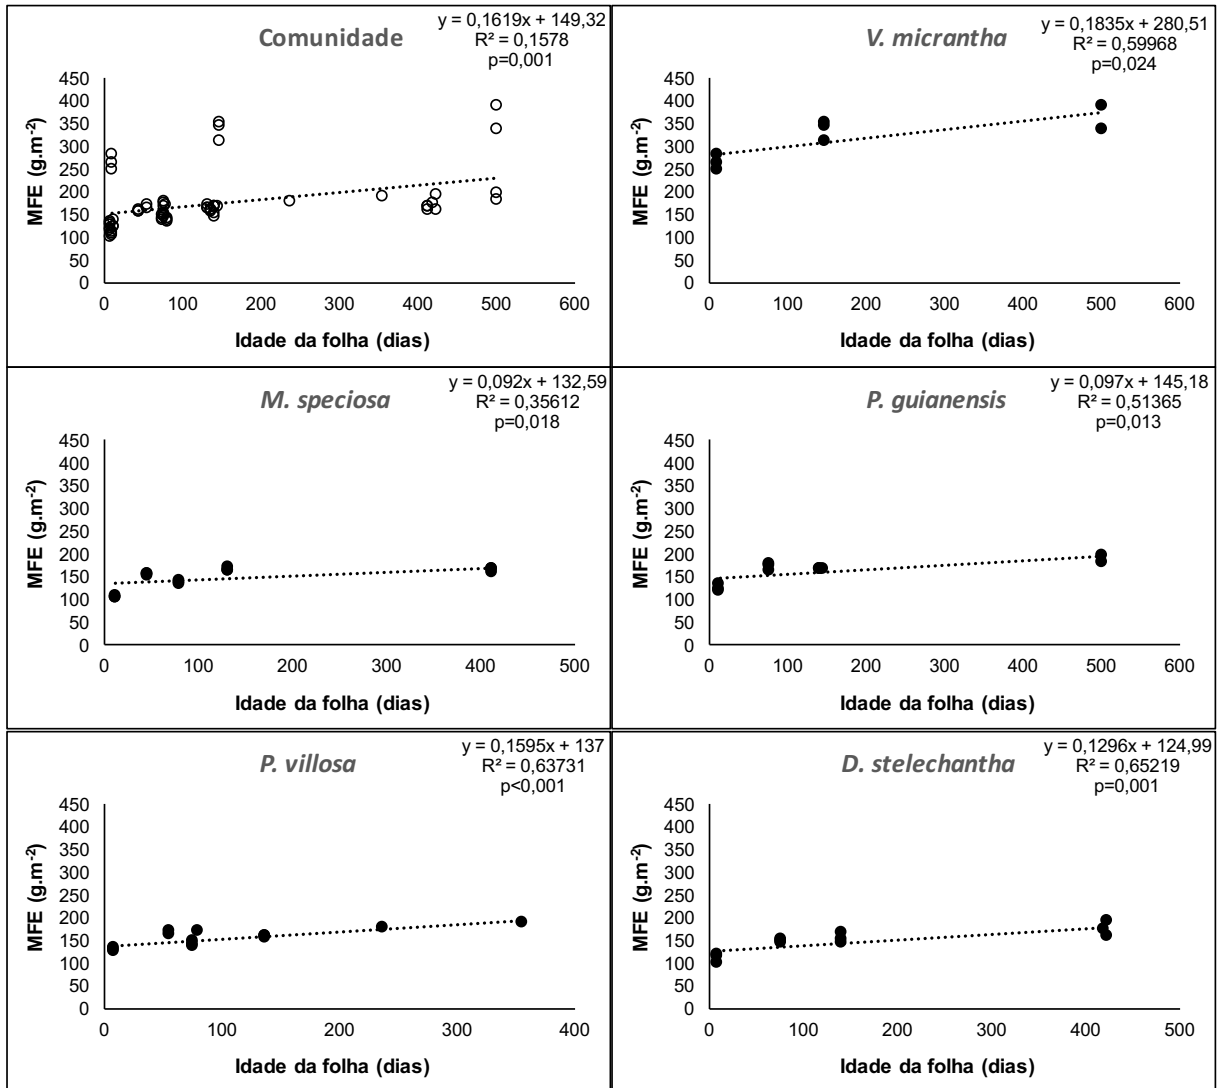 Comunidade
y = 0,1619x + 149,32
R² = 0,1578
p=0,001
MFE (g.m⁻²)
450
400
350
300
250
200
150
100
50
0
0 100 200 300 400 500 600
Idade da folha (dias)
V. micrantha
y = 0,1835x + 280,51
R² = 0,59968
p=0,024
MFE (g.m⁻²)
450
400
350
300
250
200
150
100
50
0
0 100 200 300 400 500 600
Idade da folha (dias)
M. speciosa
y = 0,092x + 132,59
R² = 0,35612
p=0,018
MFE (g.m⁻²)
450
400
350
300
250
200
150
100
50
0
0 100 200 300 400 500
Idade da folha (dias)
P. guianensis
y = 0,097x + 145,18
R² = 0,51365
p=0,013
MFE (g.m⁻²)
450
400
350
300
250
200
150
100
50
0
0 100 200 300 400 500 600
Idade da folha (dias)
P. villosa
y = 0,1595x + 137
R² = 0,63731
p<0,001
MFE (g.m⁻²)
450
400
350
300
250
200
150
100
50
0
0 100 200 300 400
Idade da folha (dias)
D. stelechantha
y = 0,1296x + 124,99
R² = 0,65219
p=0,001
MFE (g.m⁻²)
450
400
350
300
250
200
150
100
50
0
0 100 200 300 400 500
Idade da folha (dias)